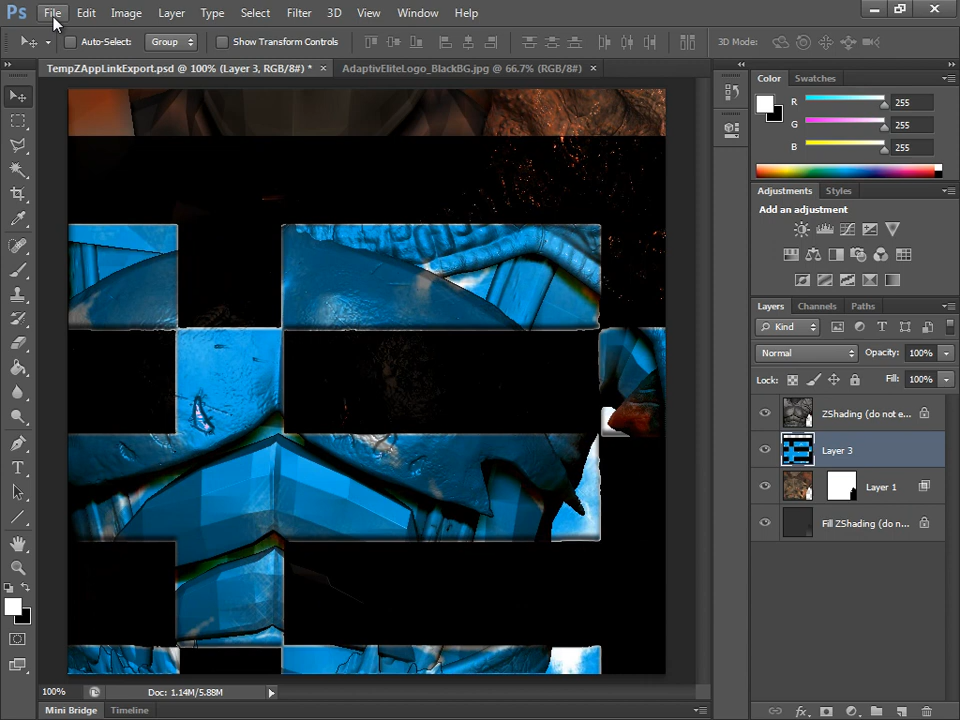 Ps File Edit Image Layer Type Select Filter 3D View Window Help
Auto-Select: Group Show Transform Controls 3D Mode:
TempZAppLinkExport.psd @ 100% (Layer 3, RGB/8#) * × AdaptivEliteLogo_BlackBG.jpg @ 66.7% (RGB/8#) ×
Color Swatches
R 255
G 255
B 255
Adjustments Styles
Add an adjustment
Layers Channels Paths
Kind
Normal Opacity: 100%
Lock: Fill: 100%
ZShading (do not e...
Layer 3
Layer 1
Fill ZShading (do n...
100% Doc: 1.14M/5.88M
Mini Bridge Timeline